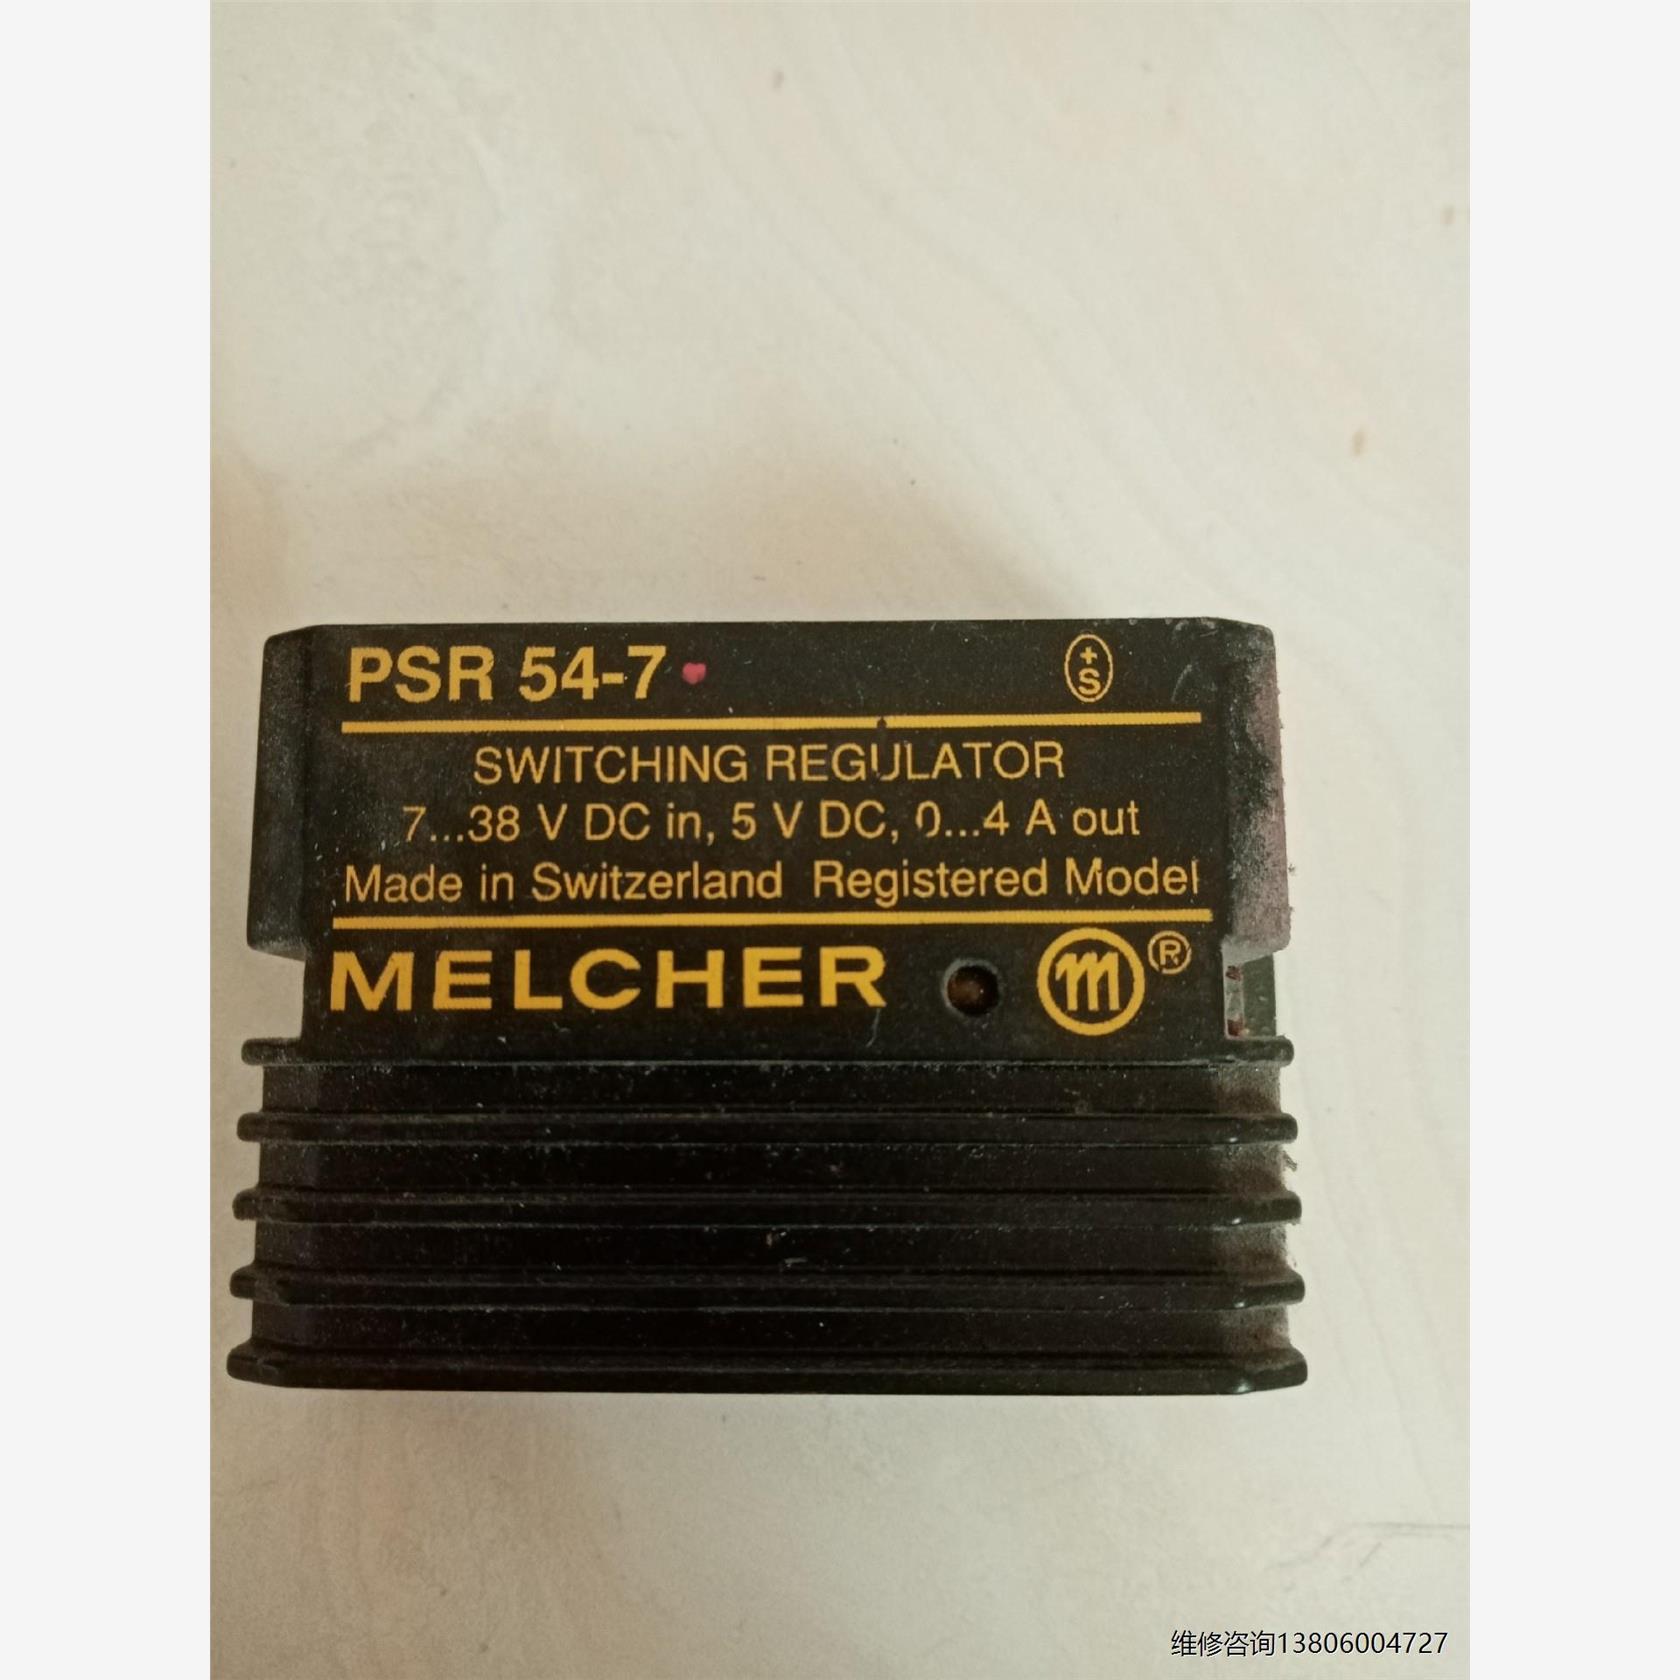 PSR 54-7
+
S
SWITCHING REGULATOR
7...38 V DC in, 5 V DC, 0...4 A out
Made in Switzerland Registered Model
MELCHER m ®
维修咨询13806004727